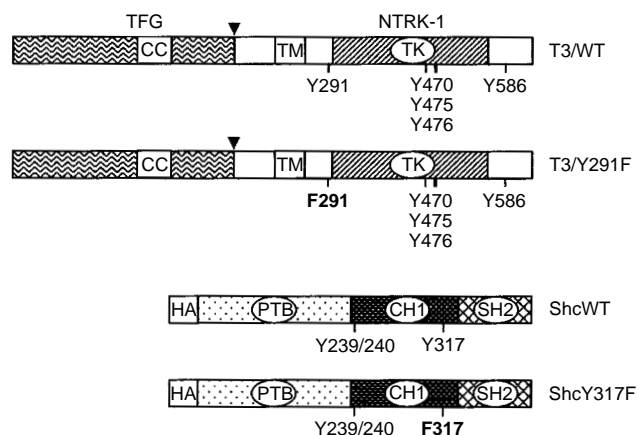 TFG NTRK-1
CC TM TK T3/WT
Y291 Y470 Y586
Y475
Y476
CC TM TK T3/Y291F
F291 Y470 Y586
Y475
Y476
HA PTB CH1 SH2 ShcWT
Y239/240 Y317
HA PTB CH1 SH2 ShcY317F
Y239/240 F317